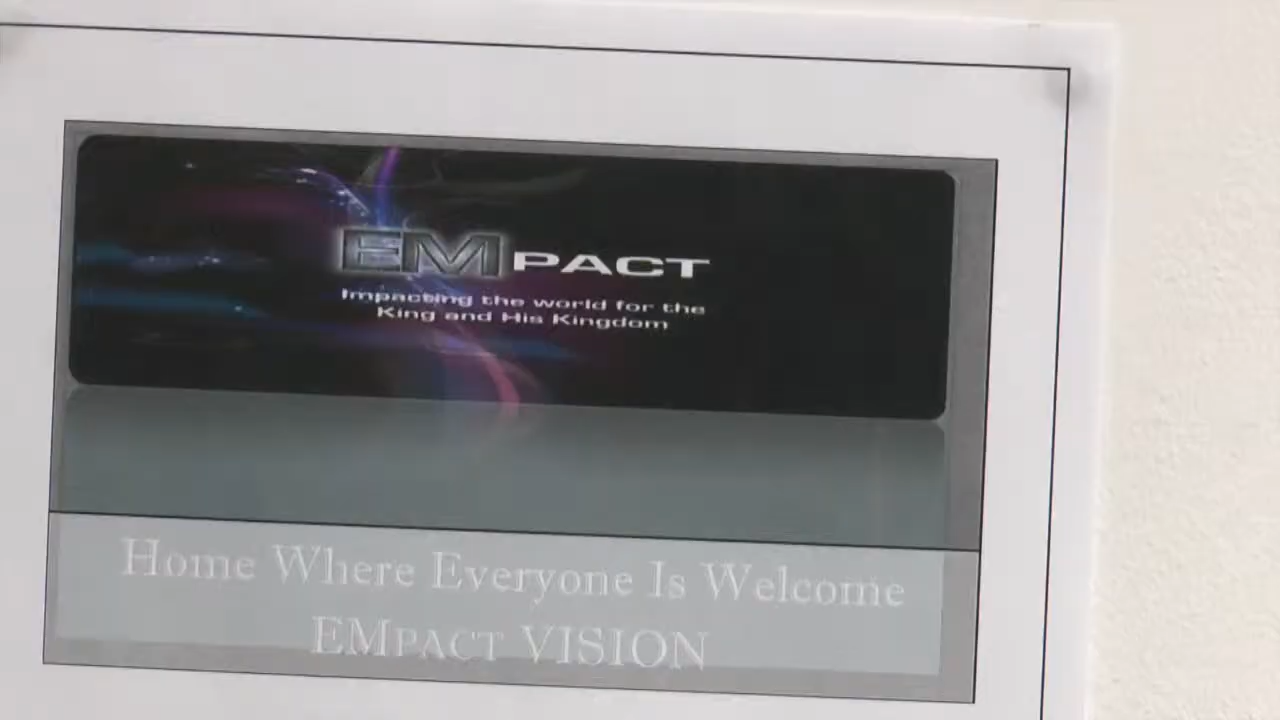 EMPACT
Impacting the world for the
King and His Kingdom
Home Where Everyone Is Welcome
EMPACT VISION